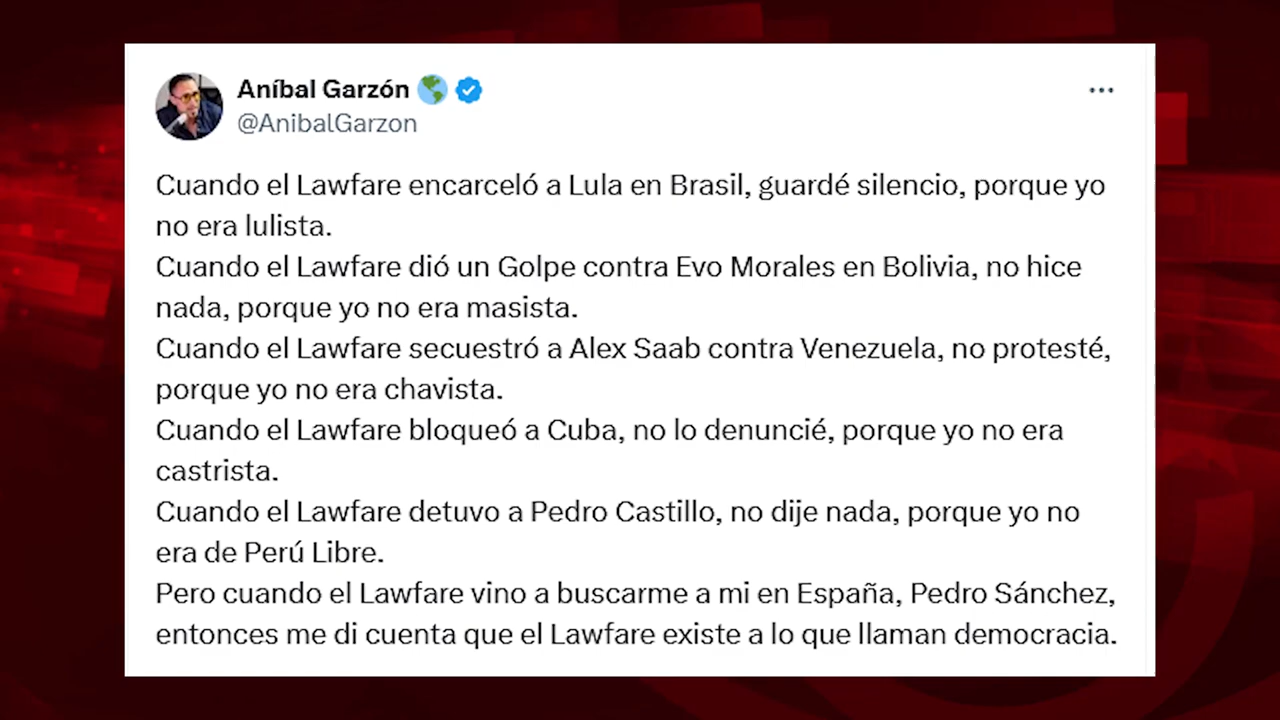 Aníbal Garzón
@AnibalGarzon
Cuando el Lawfare encarceló a Lula en Brasil, guardé silencio, porque yo
no era lulista.
Cuando el Lawfare dió un Golpe contra Evo Morales en Bolivia, no hice
nada, porque yo no era masista.
Cuando el Lawfare secuestró a Alex Saab contra Venezuela, no protesté,
porque yo no era chavista.
Cuando el Lawfare bloqueó a Cuba, no lo denuncié, porque yo no era
castrista.
Cuando el Lawfare detuvo a Pedro Castillo, no dije nada, porque yo no
era de Perú Libre.
Pero cuando el Lawfare vino a buscarme a mi en España, Pedro Sánchez,
entonces me di cuenta que el Lawfare existe a lo que llaman democracia.